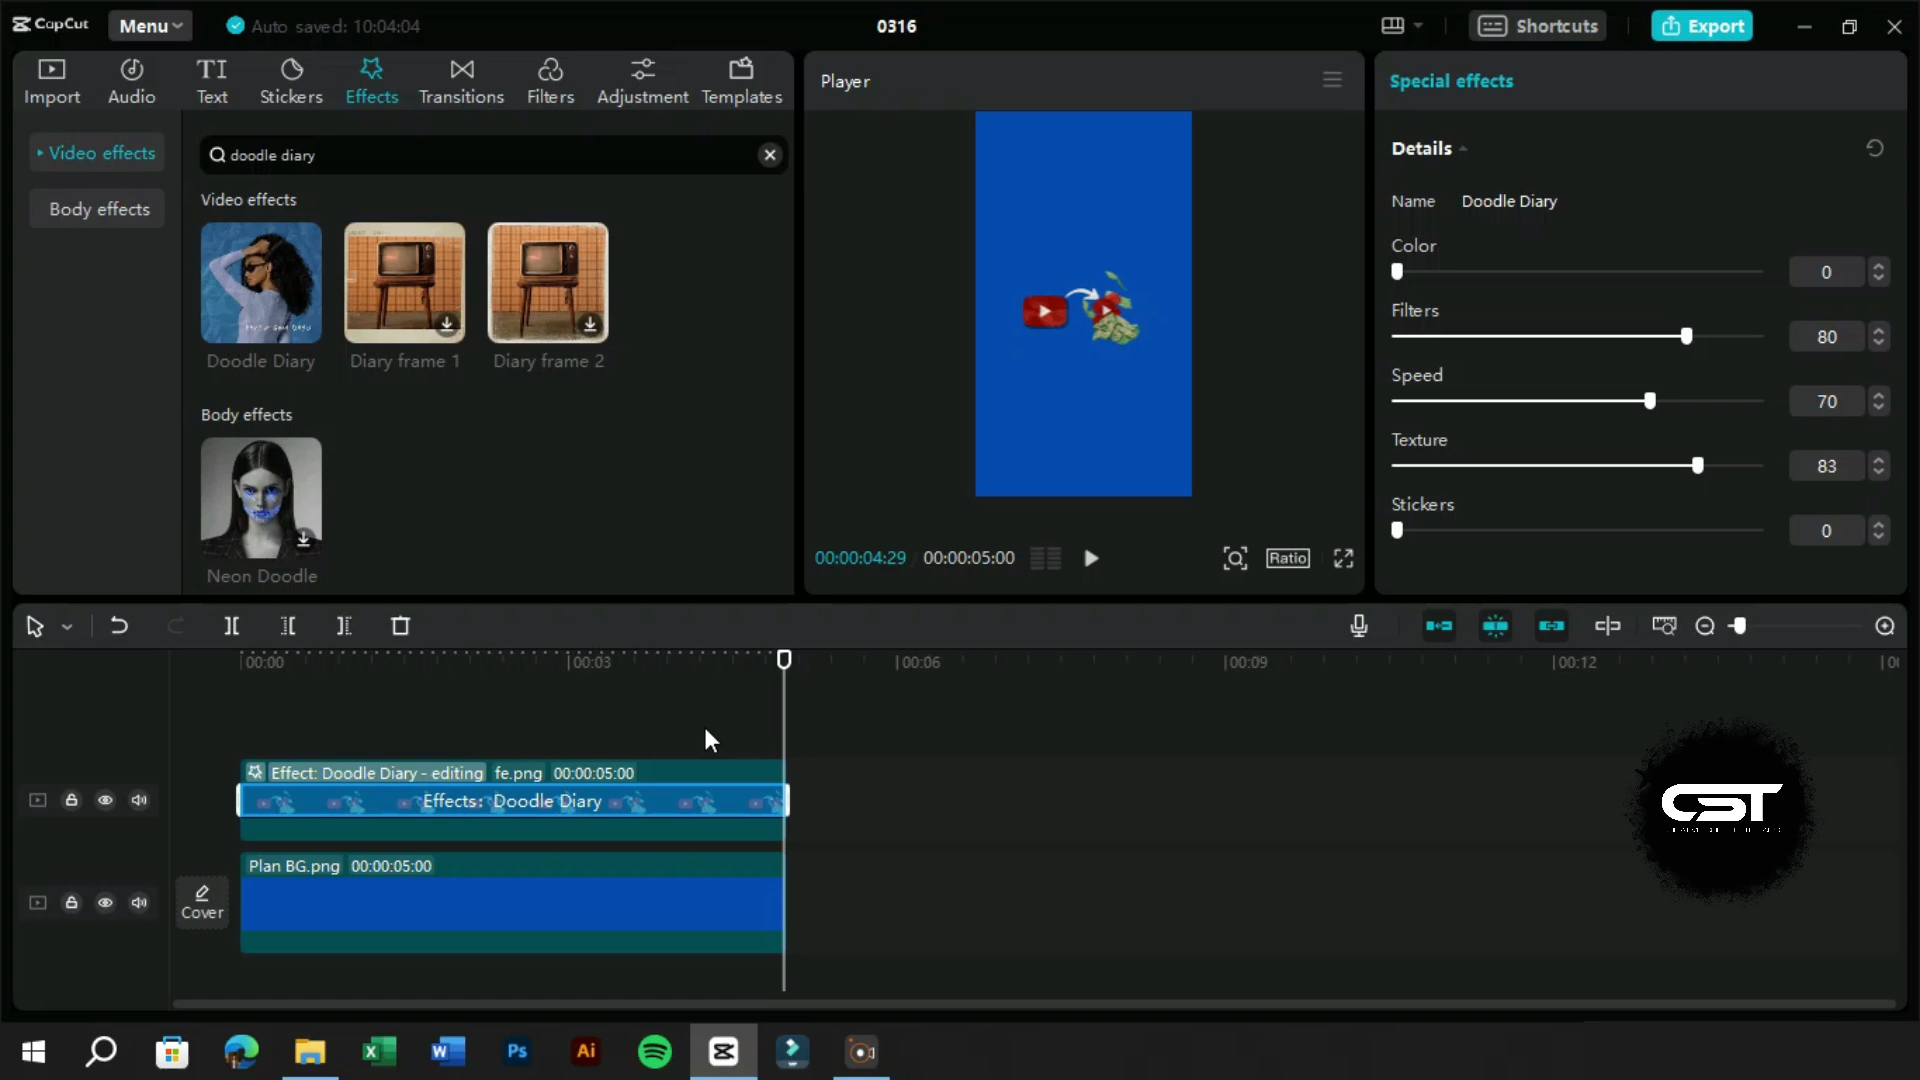 CapCut
Menu
Auto saved: 10:04:04
0316
Shortcuts
Export
Import
Audio
TI
Text
Stickers
Effects
Transitions
Filters
Adjustment
Templates
Player
Special effects
Video effects
Body effects
doodle diary
Video effects
Doodle Diary
Diary frame 1
Diary frame 2
Body effects
Neon Doodle
00:00:04:29
00:00:05:00
Ratio
Details
Name
Doodle Diary
Color
0
Filters
80
Speed
70
Texture
83
Stickers
0
00:00
00:03
00:06
00:09
00:12
Effect: Doodle Diary - editing
fe.png
00:00:05:00
Effects: Doodle Diary
Cover
Plan BG.png
00:00:05:00
CST
X
W
Ps
Ai